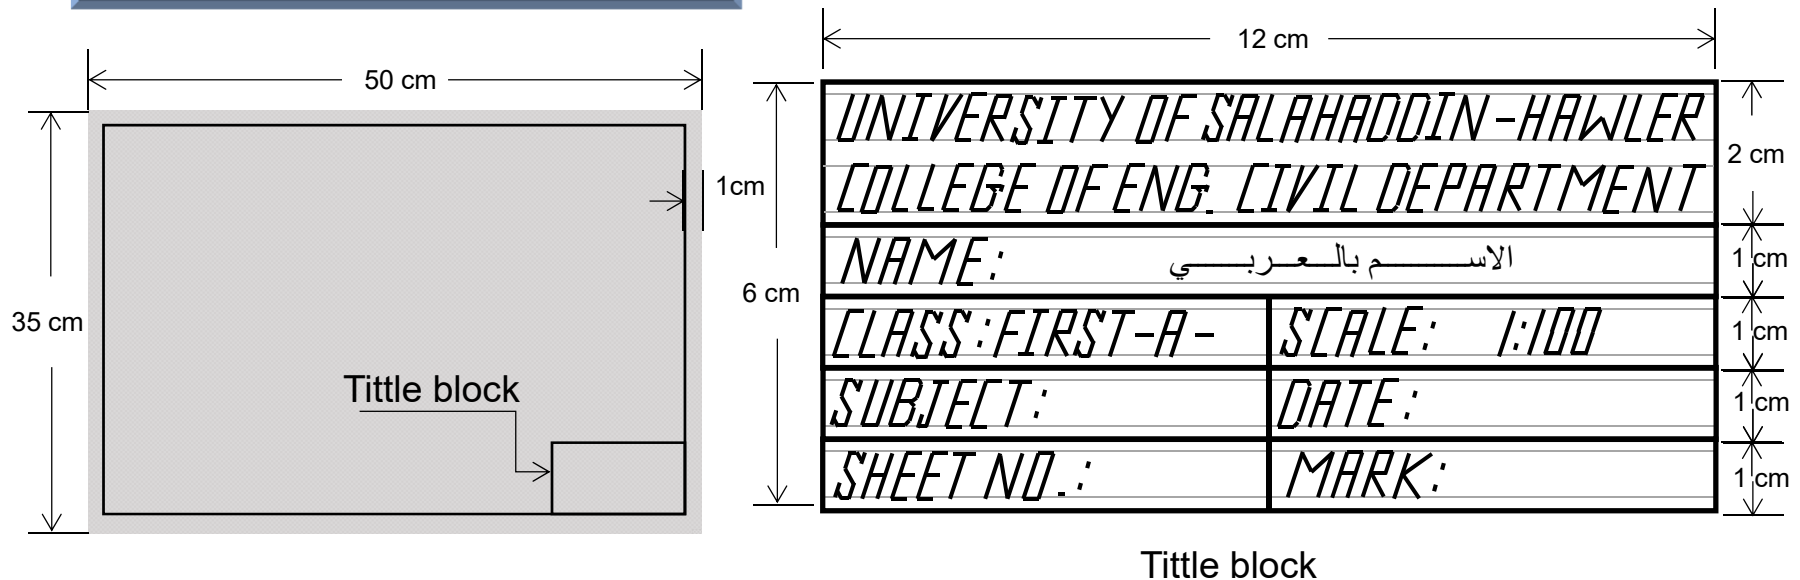 50 cm
35 cm
1cm
Tittle block
12 cm
6 cm
UNIVERSITY OF SALAHADDIN-HAWLER
COLLEGE OF ENG. CIVIL DEPARTMENT
2 cm
NAME: الاســـــــم بالـــعـــربـــــــي
1 cm
CLASS:FIRST-A- SCALE: 1:100
1 cm
SUBJECT: DATE:
1 cm
SHEET NO.: MARK:
1 cm
Tittle block